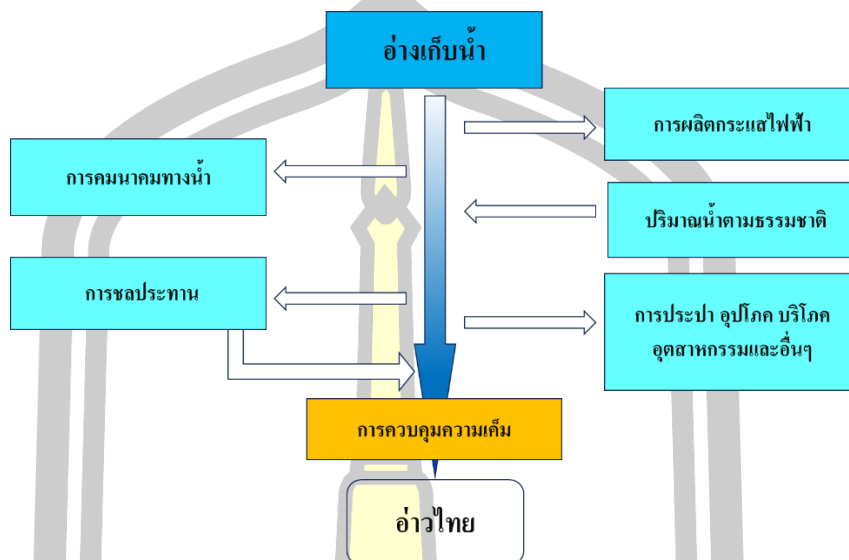 อ่างเก็บน้ำ
การผลิตกระแสไฟฟ้า
การคมนาคมทางน้ำ
ปริมาณน้ำตามธรรมชาติ
การชลประทาน
การประปา อุปโภค บริโภค
อุตสาหกรรมและอื่นๆ
การควบคุมความเค็ม
อ่าวไทย